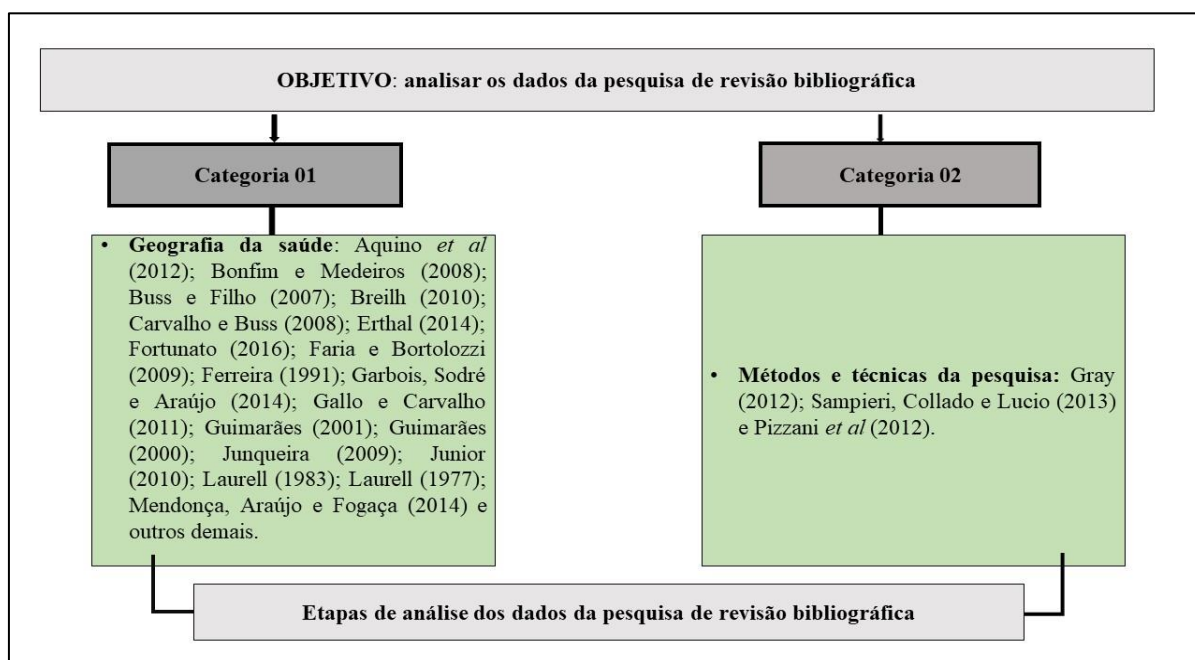 OBJETIVO: analisar os dados da pesquisa de revisão bibliográfica
Categoria 01
• Geografia da saúde: Aquino et al
(2012); Bonfim e Medeiros (2008);
Buss e Filho (2007); Breilh (2010);
Carvalho e Buss (2008); Erthal (2014);
Fortunato (2016); Faria e Bortolozzi
(2009); Ferreira (1991); Garbois, Sodré
e Araújo (2014); Gallo e Carvalho
(2011); Guimarães (2001); Guimarães
(2000); Junqueira (2009); Junior
(2010); Laurell (1983); Laurell (1977);
Mendonça, Araújo e Fogaça (2014) e
outros demais.
Categoria 02
• Métodos e técnicas da pesquisa: Gray
(2012); Sampieri, Collado e Lucio (2013)
e Pizzani et al (2012).
Etapas de análise dos dados da pesquisa de revisão bibliográfica